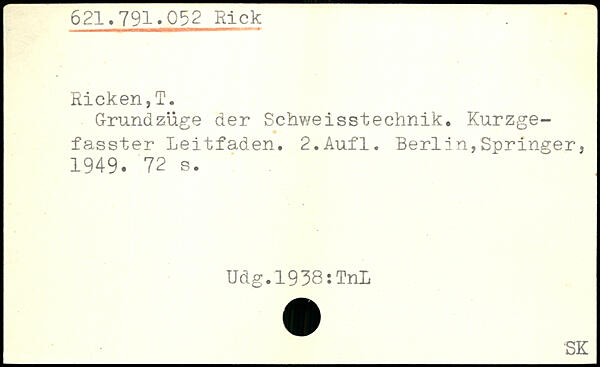 621.791.052 Rick
Ricken,T.
Grundzüge der Schweisstechnik. Kurzge-
fasster Leitfaden. 2.Aufl. Berlin,Springer,
1949. 72 s.
Udg.1938:TnL
SK